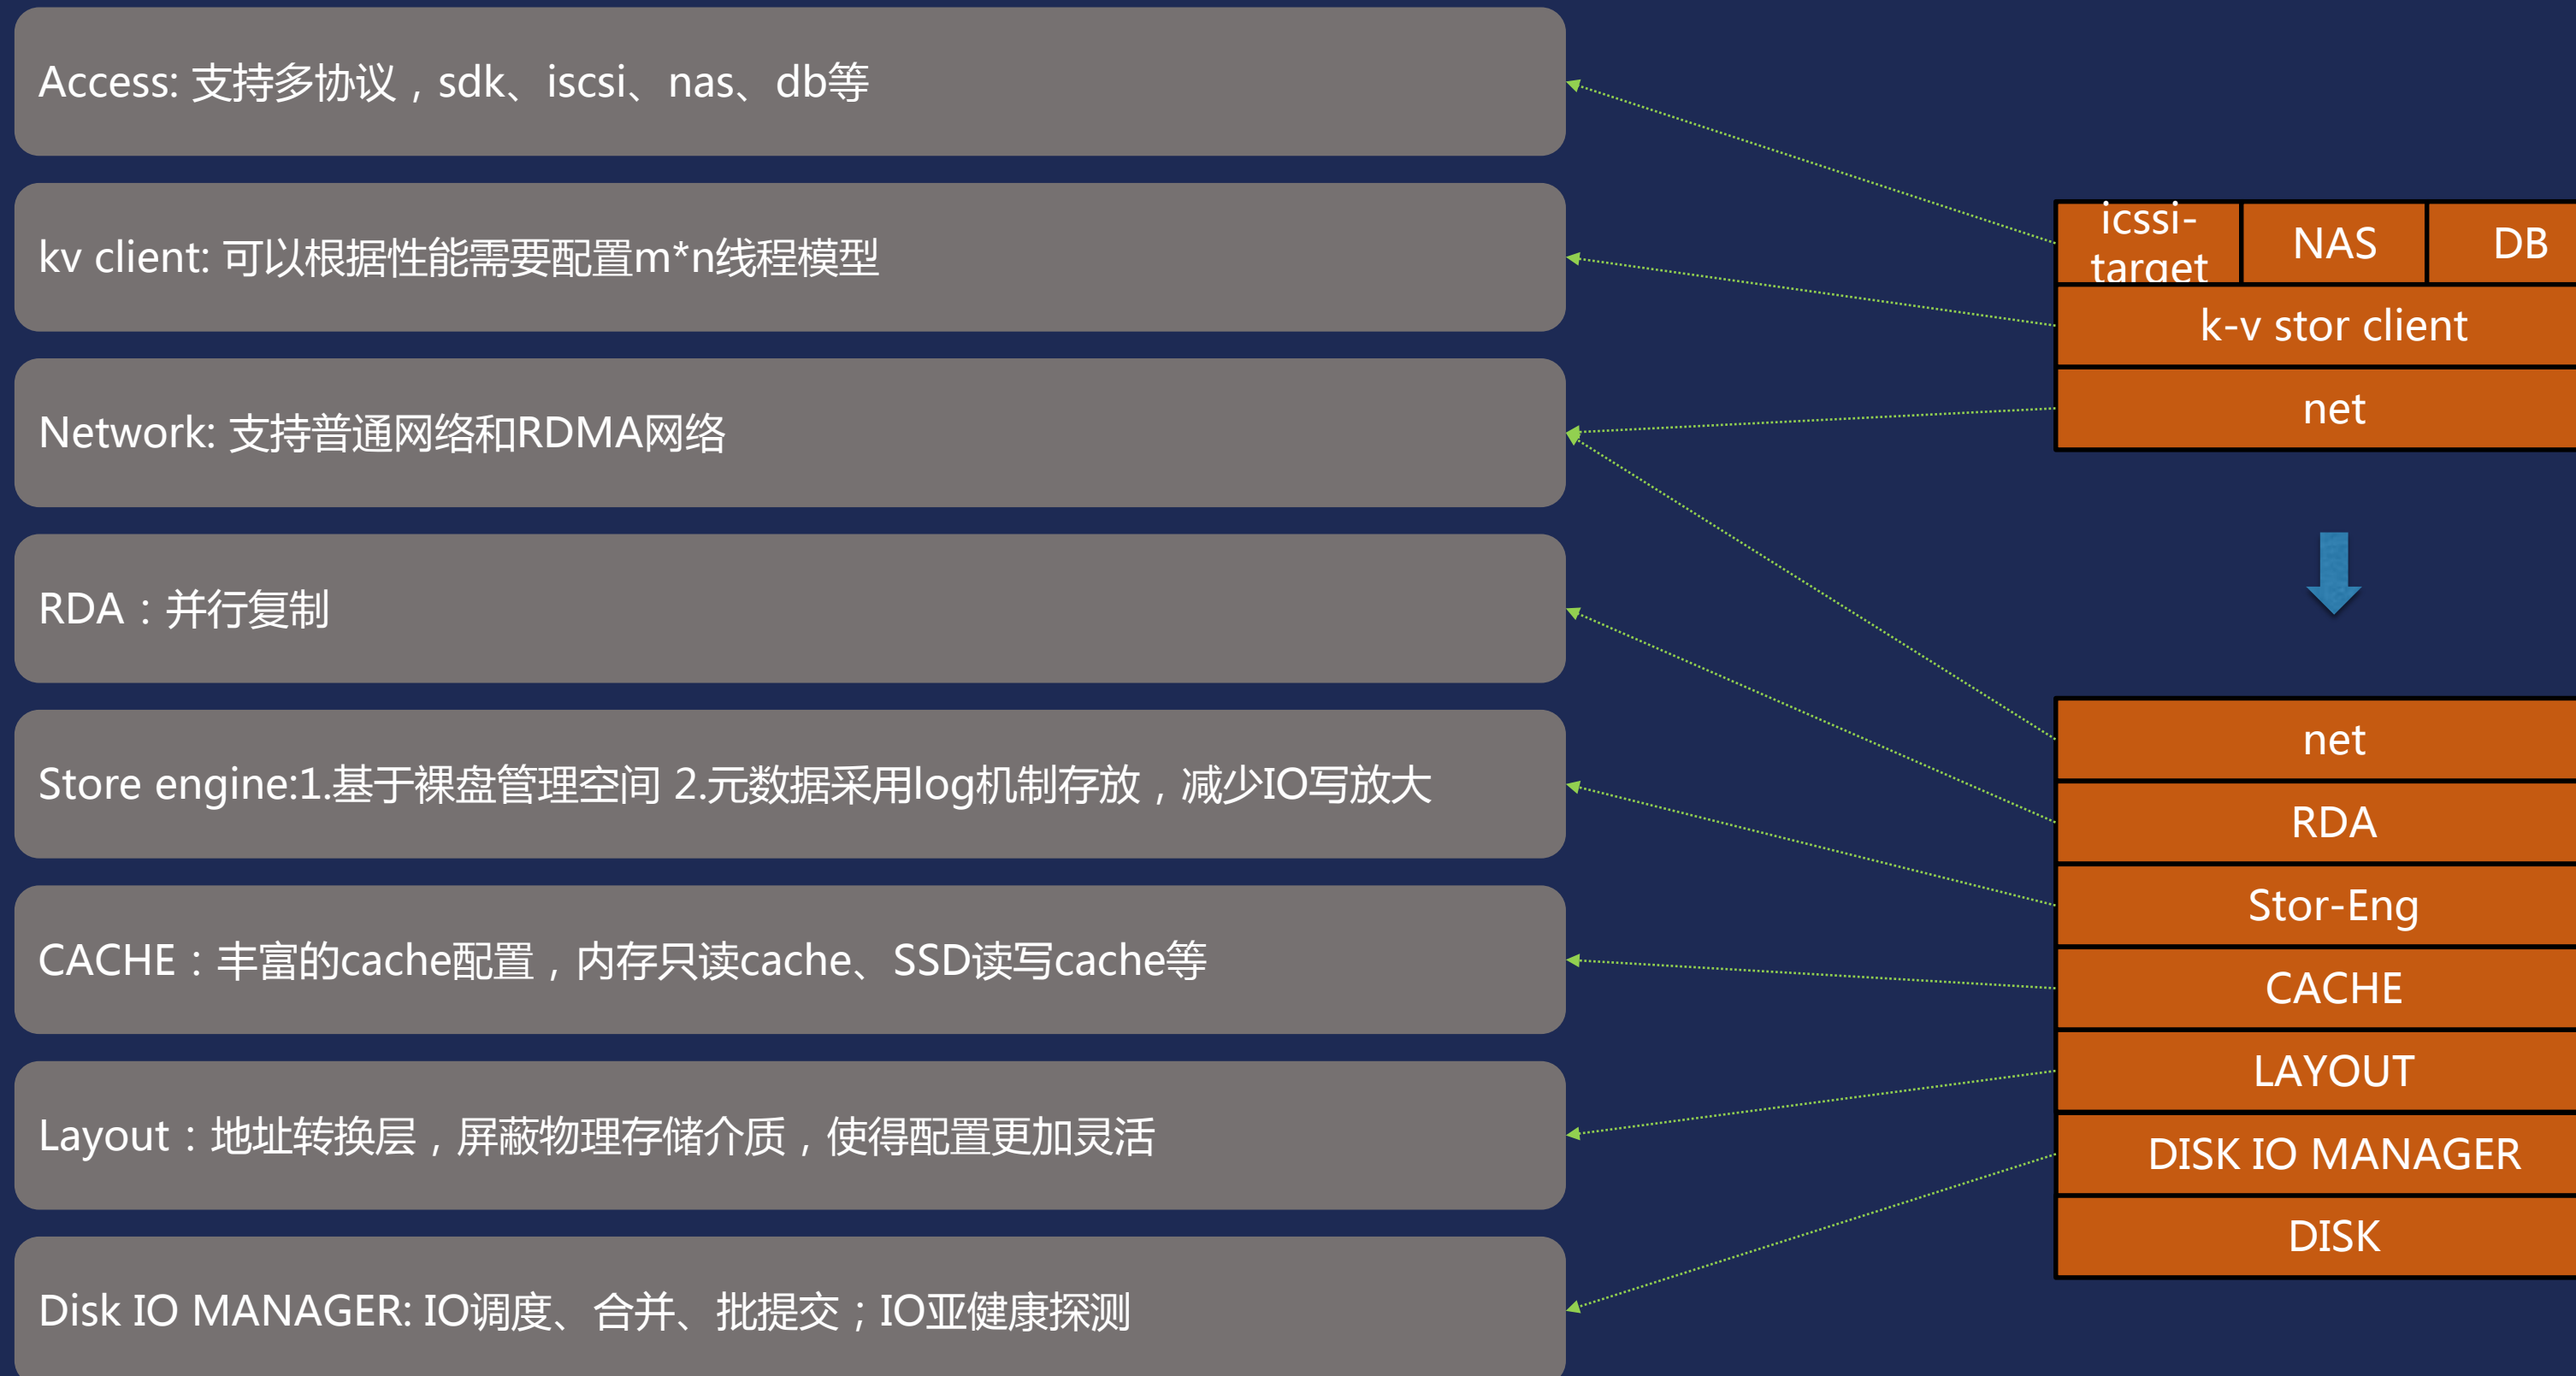 Access: 支持多协议，sdk、iscsi、nas、db等
kv client: 可以根据性能需要配置m*n线程模型
Network: 支持普通网络和RDMA网络
RDA：并行复制
Store engine:1.基于裸盘管理空间 2.元数据采用log机制存放，减少IO写放大
CACHE：丰富的cache配置，内存只读cache、SSD读写cache等
Layout：地址转换层，屏蔽物理存储介质，使得配置更加灵活
Disk IO MANAGER: IO调度、合并、批提交；IO亚健康探测
icssi-
target
NAS
DB
k-v stor client
net
net
RDA
Stor-Eng
CACHE
LAYOUT
DISK IO MANAGER
DISK